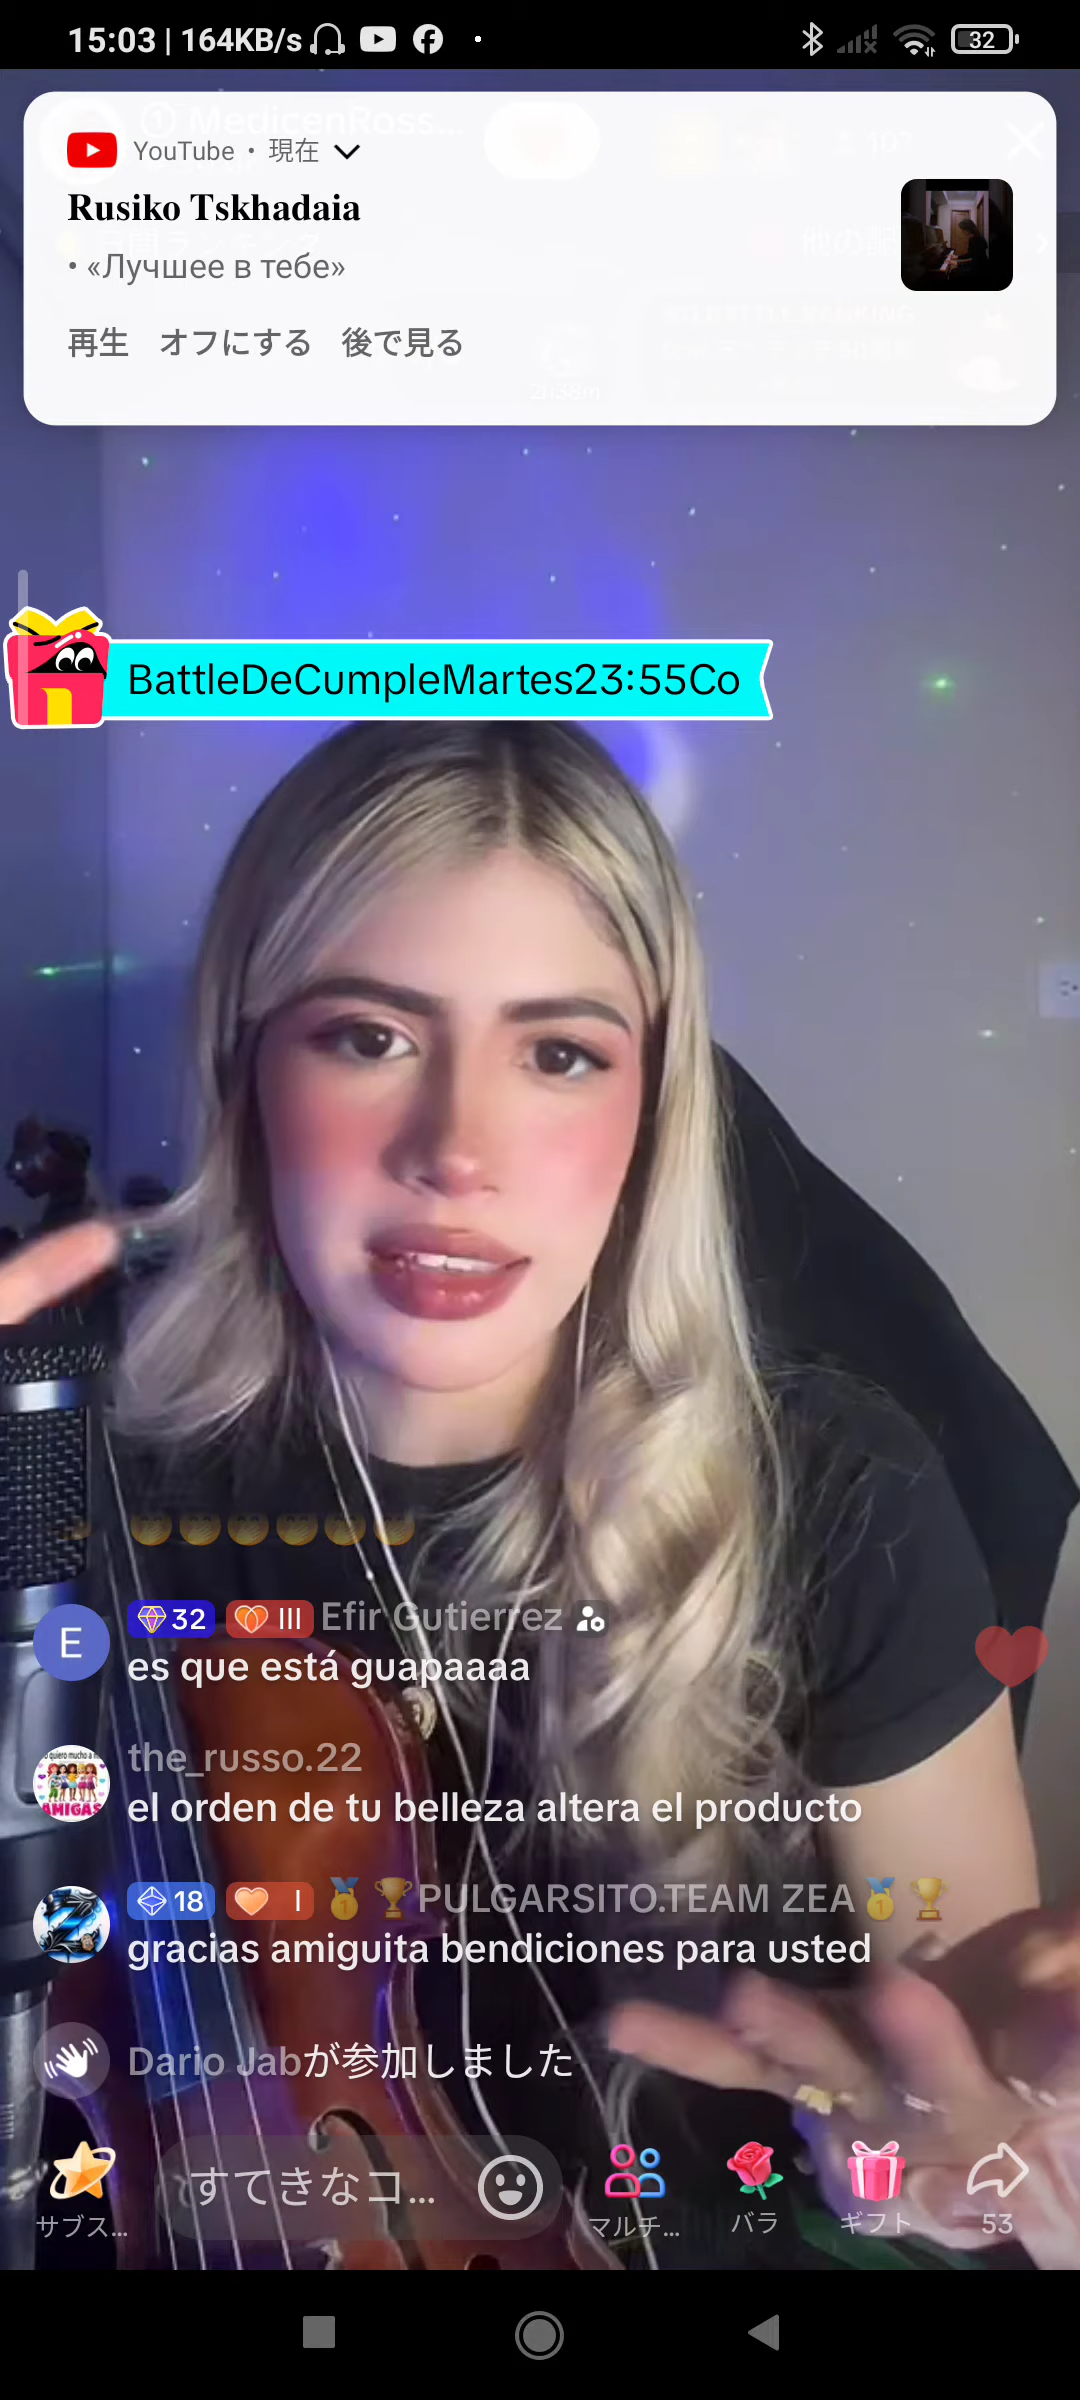 15:03 | 164KB/s
32
MedicenRoss...
YouTube • 現在
Rusiko Tskhadaia
• «Лучшее в тебе»
再生 オフにする 後で見る
2h38m
BattleDeCumpleMartes23:55Co
32 III Efir Gutierrez
E
es que está guapaaaa
the_russo.22
AMIGAS
el orden de tu belleza altera el producto
18 I PULGARSITO.TEAM ZEA
gracias amiguita bendiciones para usted
Dario Jabが参加しました
すてきなコ...
サブス...
マルチ...
バラ
ギフト
53